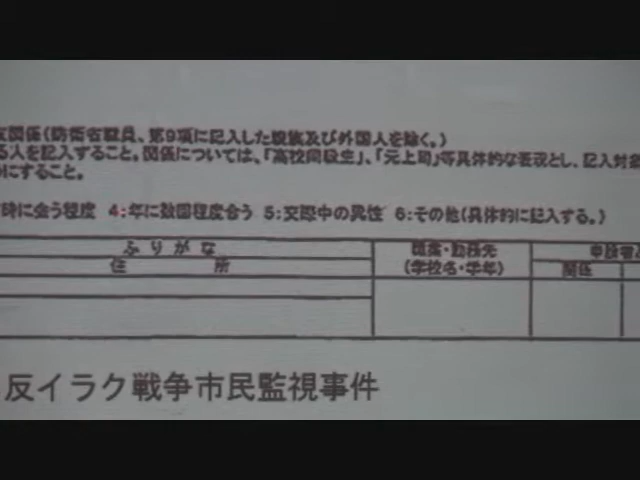 友関係(防衛省職員、第9項に記入した親族及び外国人を除く。)
る人を記入すること。関係については、「高校同級生」、「元上司」等具体的な表現とし、記入対象
にすること。
時に会う程度 4:年に数回程度会う 5:交際中の異性 6:その他(具体的に記入する。)
ふりがな 職業・勤務先 申請者
住 所 (学校名・学年) 関係
反イラク戦争市民監視事件